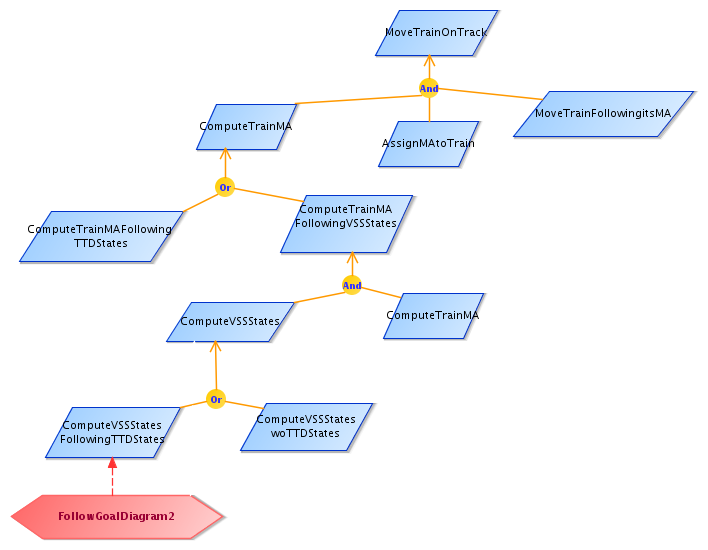 MoveTrainOnTrack
And
ComputeTrainMA
AssignMAtoTrain
MoveTrainFollowingitsMA
Or
ComputeTrainMAFollowing
TTDStates
ComputeTrainMA
FollowingVSSStates
And
ComputeVSSStates
ComputeTrainMA
Or
ComputeVSSStates
FollowingTTDStates
ComputeVSSStates
woTTDStates
FollowGoalDiagram2